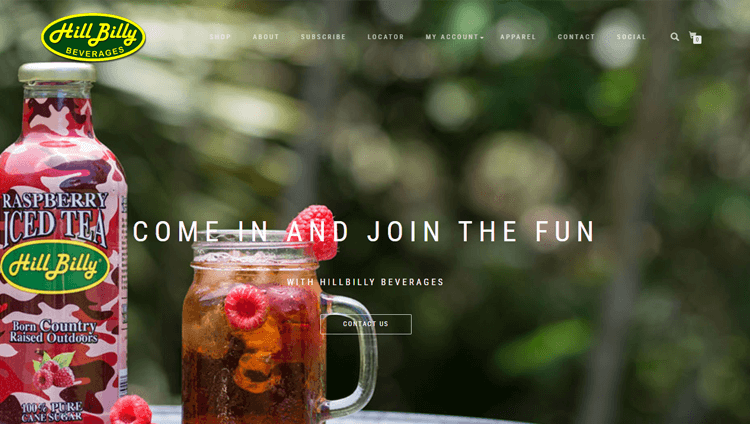 Hill Billy
BEVERAGES
SHOP ABOUT SUBSCRIBE LOCATOR MY ACCOUNT APPAREL CONTACT SOCIAL
0
RASPBERRY
ICED TEA
Hill Billy
Born Country
Raised Outdoors
100% PURE
CANE SUGAR
COME IN AND JOIN THE FUN
WITH HILLBILLY BEVERAGES
CONTACT US